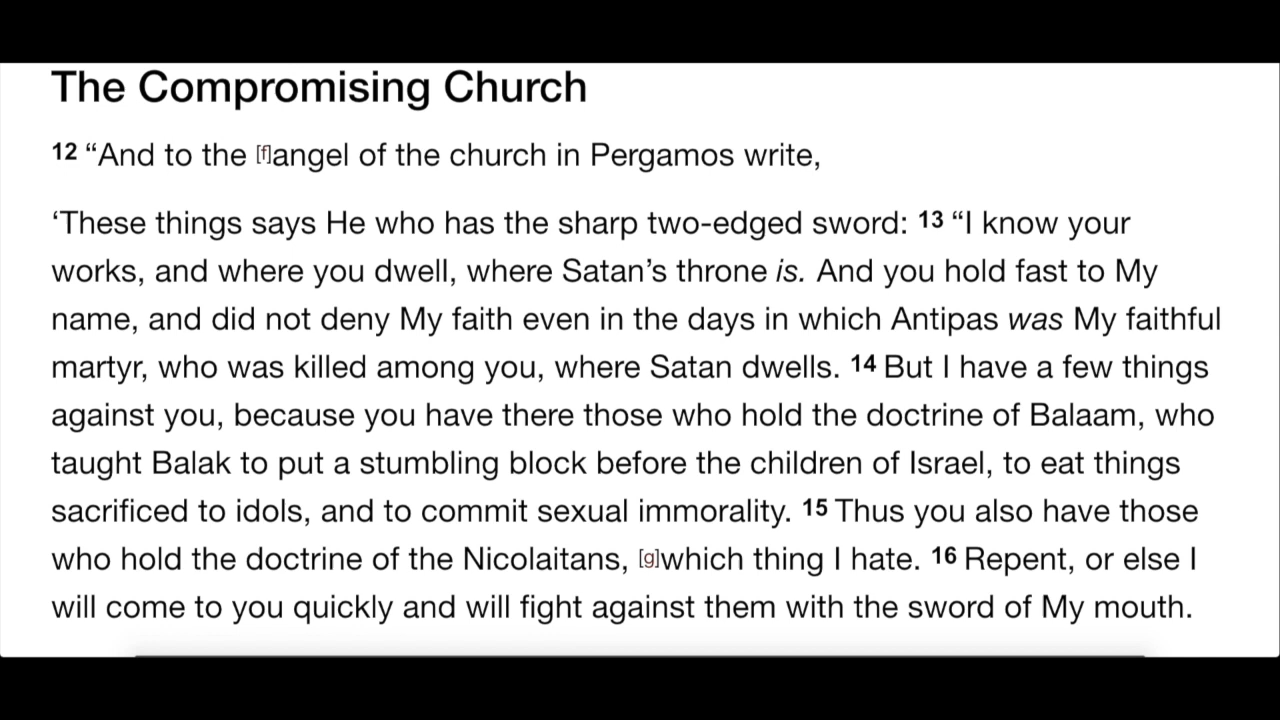 The Compromising Church
12 “And to the [f]angel of the church in Pergamos write,
‘These things says He who has the sharp two-edged sword: 13 “I know your
works, and where you dwell, where Satan’s throne is. And you hold fast to My
name, and did not deny My faith even in the days in which Antipas was My faithful
martyr, who was killed among you, where Satan dwells. 14 But I have a few things
against you, because you have there those who hold the doctrine of Balaam, who
taught Balak to put a stumbling block before the children of Israel, to eat things
sacrificed to idols, and to commit sexual immorality. 15 Thus you also have those
who hold the doctrine of the Nicolaitans, [g]which thing I hate. 16 Repent, or else I
will come to you quickly and will fight against them with the sword of My mouth.